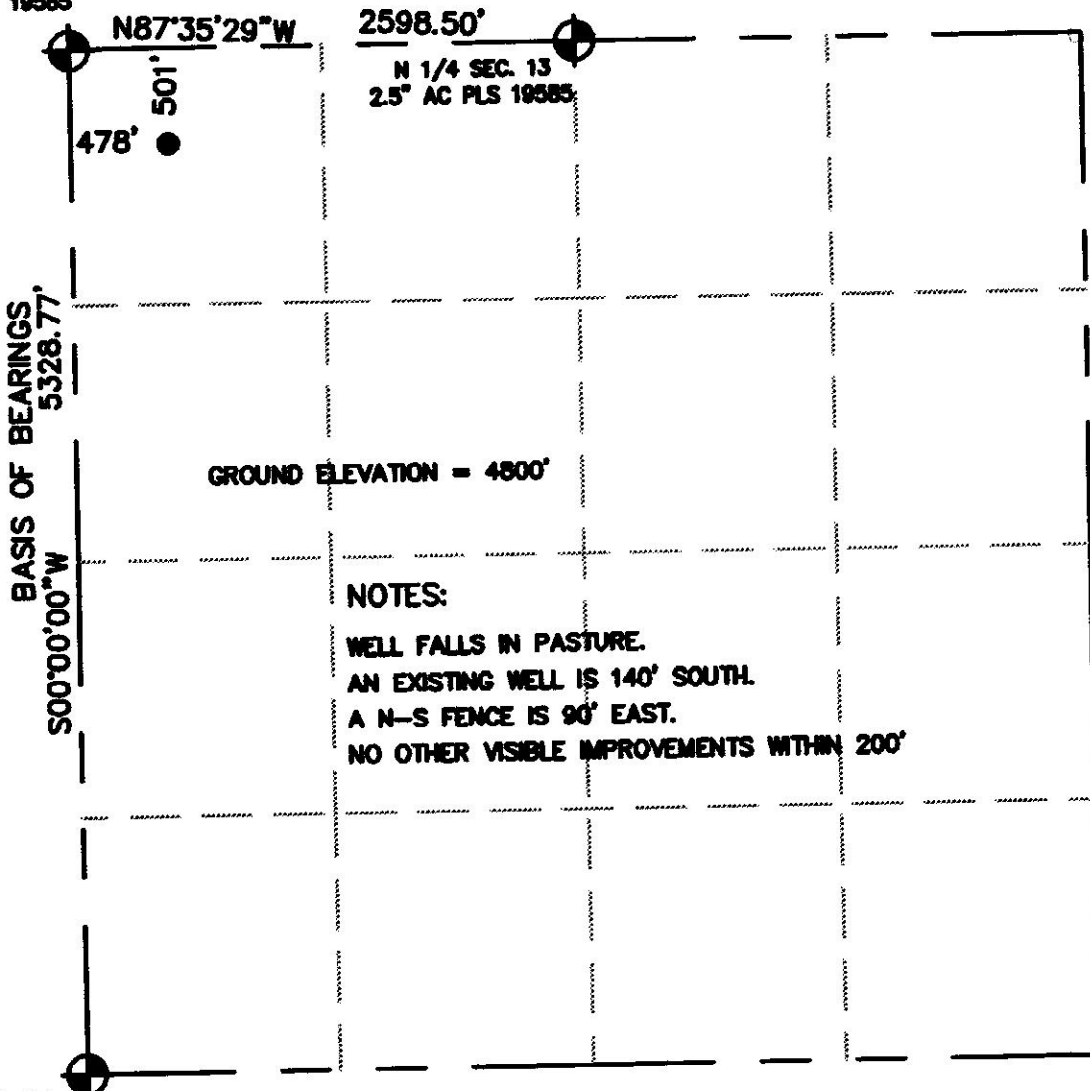 19585
N87°35'29"W 2598.50'
N 1/4 SEC. 13
2.5" AC PLS 19585
501'
478'
BASIS OF BEARINGS
5328.77'
S00°00'00"W
GROUND ELEVATION = 4800'
NOTES:
WELL FALLS IN PASTURE.
AN EXISTING WELL IS 140' SOUTH.
A N-S FENCE IS 90' EAST.
NO OTHER VISIBLE IMPROVEMENTS WITHIN 200'